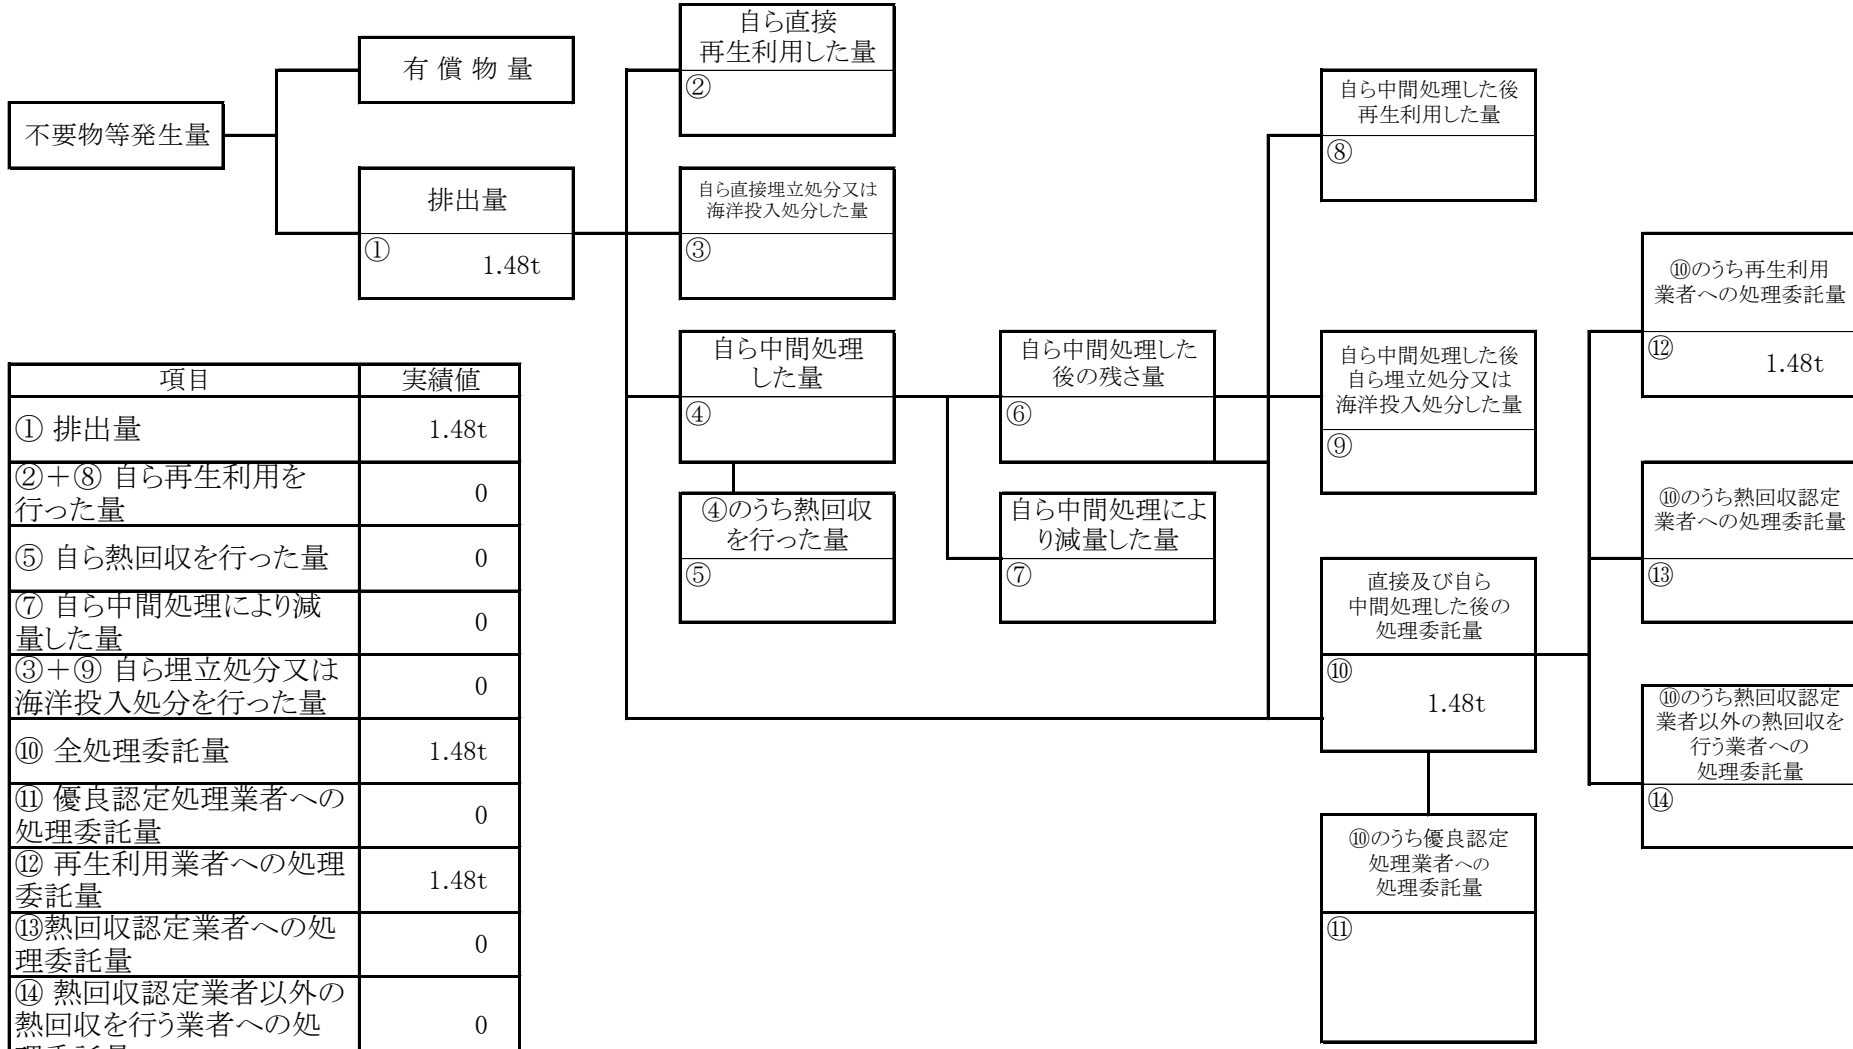 不要物等発生量
有 償 物 量
排出量
①
1.48t
自ら直接
再生利用した量
②
自ら直接埋立処分又は
海洋投入処分した量
③
自ら中間処理
した量
④
④のうち熱回収
を行った量
⑤
自ら中間処理した
後の残さ量
⑥
自ら中間処理によ
り減量した量
⑦
自ら中間処理した後
再生利用した量
⑧
自ら中間処理した後
自ら埋立処分又は
海洋投入処分した量
⑨
直接及び自ら
中間処理した後の
処理委託量
⑩
1.48t
⑩のうち優良認定
処理業者への
処理委託量
⑪
⑩のうち再生利用
業者への処理委託量
⑫
1.48t
⑩のうち熱回収認定
業者への処理委託量
⑬
⑩のうち熱回収認定
業者以外の熱回収を
行う業者への
処理委託量
⑭
項目 実績値
① 排出量 1.48t
②+⑧ 自ら再生利用を
行った量 0
⑤ 自ら熱回収を行った量 0
⑦ 自ら中間処理により減
量した量 0
③+⑨ 自ら埋立処分又は
海洋投入処分を行った量 0
⑩ 全処理委託量 1.48t
⑪ 優良認定処理業者への
処理委託量 0
⑫ 再生利用業者への処理
委託量 1.48t
⑬熱回収認定業者への処
理委託量 0
⑭ 熱回収認定業者以外の
熱回収を行う業者への処 0